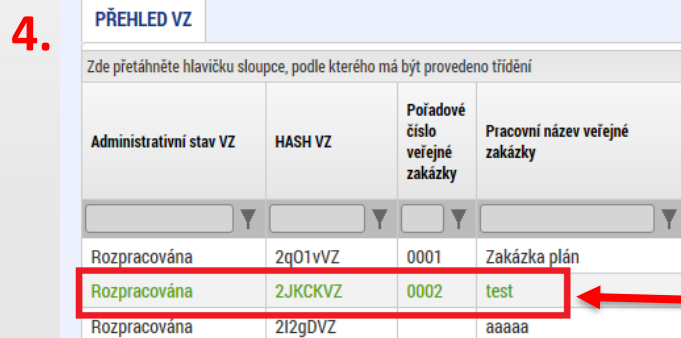 4.
PŘEHLED VZ
Zde přetáhněte hlavičku sloupce, podle kterého má být provedeno třídění
Administrativní stav VZ HASH VZ Pořadové číslo veřejné zakázky Pracovní název veřejné zakázky
Rozpracována 2qO1vVZ 0001 Zakázka plán
Rozpracována 2JKCKVZ 0002 test
Rozpracována 2I2gDVZ aaaaa